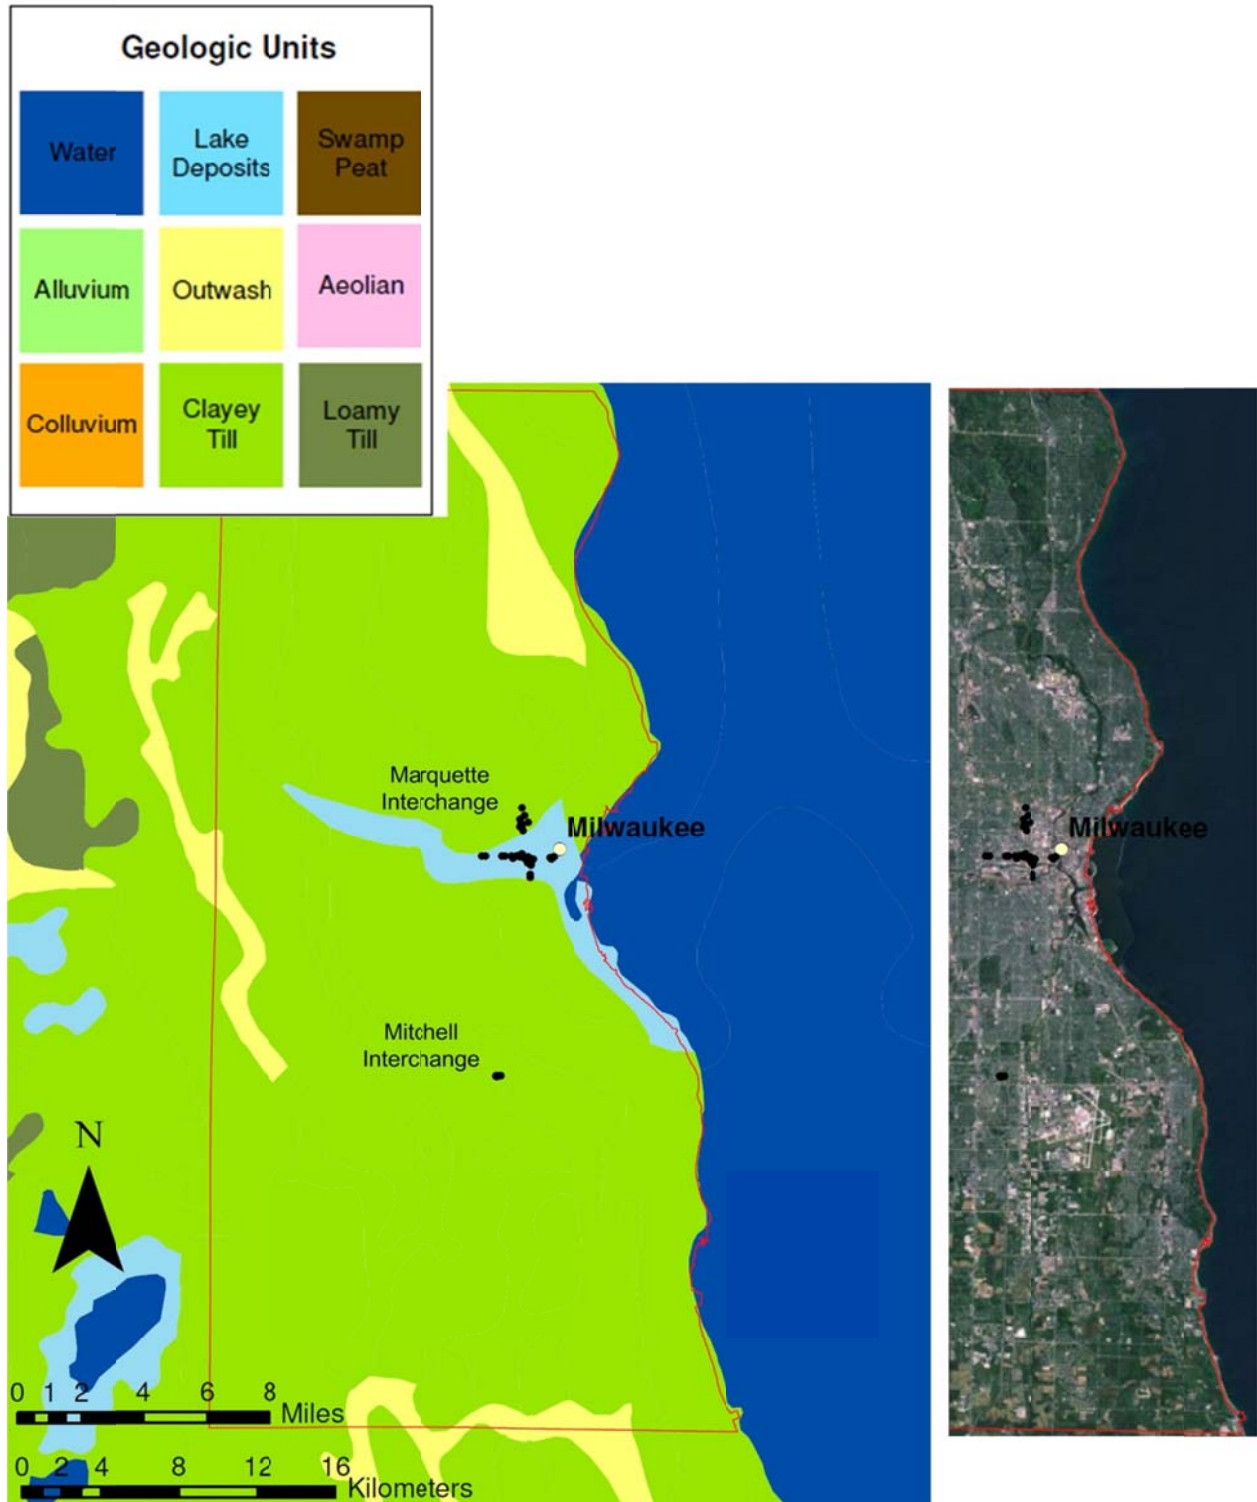 Geologic Units
Water
Lake
Deposits
Swamp
Peat
Alluvium
Outwash
Aeolian
Colluvium
Clayey
Till
Loamy
Till
Marquette
Interchange
Milwaukee
Milwaukee
Mitchell
Interchange
N
0 1 2 4 6 8
Miles
0 2 4 8 12 16
Kilometers